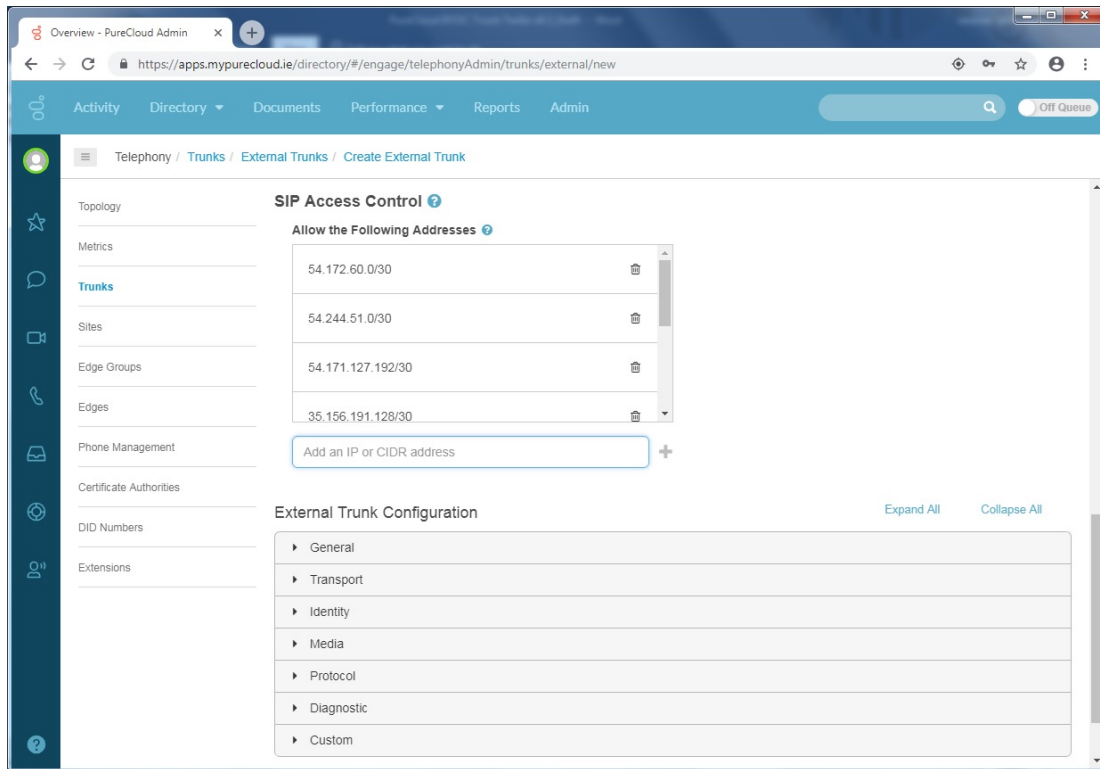 Overview - PureCloud Admin
https://apps.mypurecloud.ie/directory/#/engage/telephonyAdmin/trunks/external/new
Activity Directory Documents Performance Reports Admin Off Queue
Telephony / Trunks / External Trunks / Create External Trunk
Topology
Metrics
Trunks
Sites
Edge Groups
Edges
Phone Management
Certificate Authorities
DID Numbers
Extensions
SIP Access Control
Allow the Following Addresses
54.172.60.0/30
54.244.51.0/30
54.171.127.192/30
35.156.191.128/30
Add an IP or CIDR address
External Trunk Configuration Expand All Collapse All
General
Transport
Identity
Media
Protocol
Diagnostic
Custom